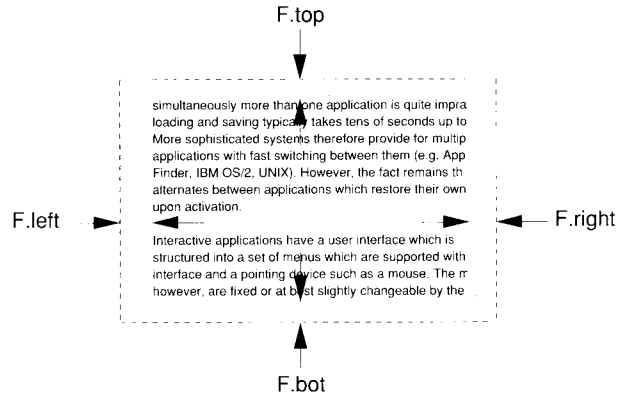 F.top
simultaneously more than one application is quite impra
loading and saving typically takes tens of seconds up to
More sophisticated systems therefore provide for multip
applications with fast switching between them (e.g. App
Finder, IBM OS/2, UNIX). However, the fact remains th
alternates between applications which restore their own
upon activation.
F.left
F.right
Interactive applications have a user interface which is
structured into a set of menus which are supported with
interface and a pointing device such as a mouse. The m
however, are fixed or at best slightly changeable by the
F.bot